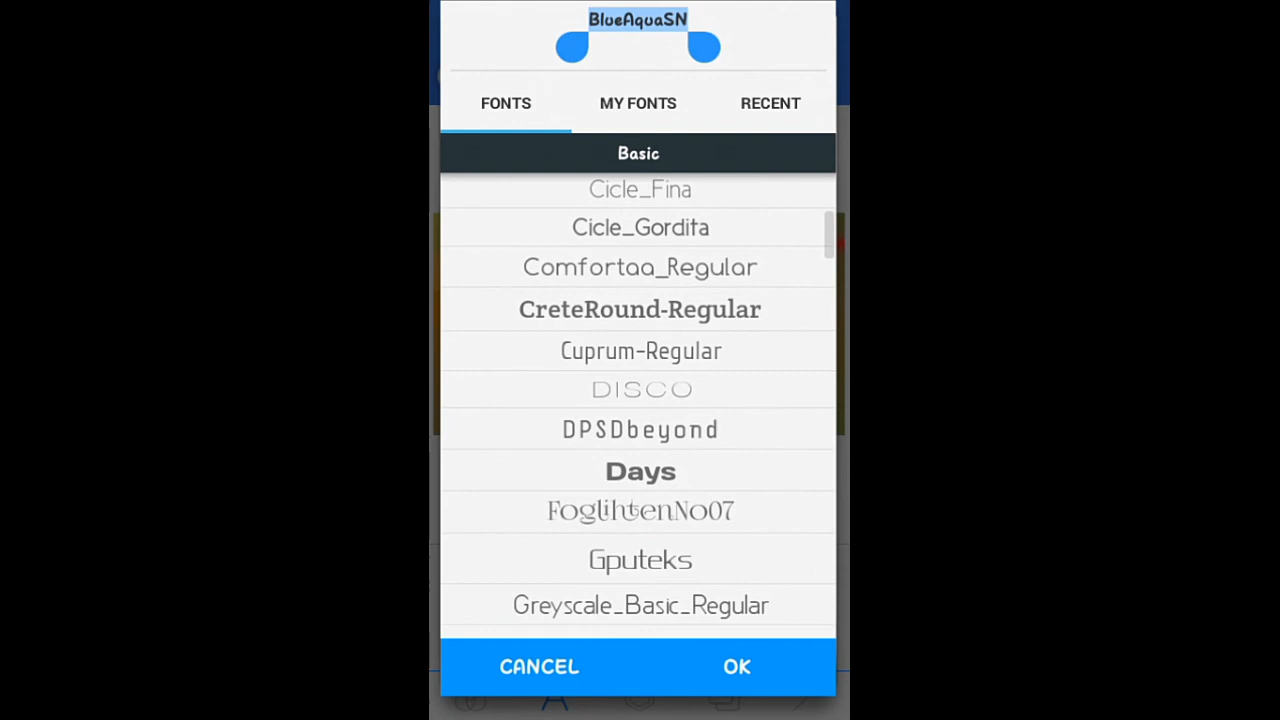 BlueAquaSN
FONTS MY FONTS RECENT
Basic
Cicle_Fina
Cicle_Gordita
Comfortaa_Regular
CreteRound-Regular
Cuprum-Regular
DISCO
DPSDbeyond
Days
FoglihtenNo07
Gputeks
Greyscale_Basic_Regular
CANCEL OK